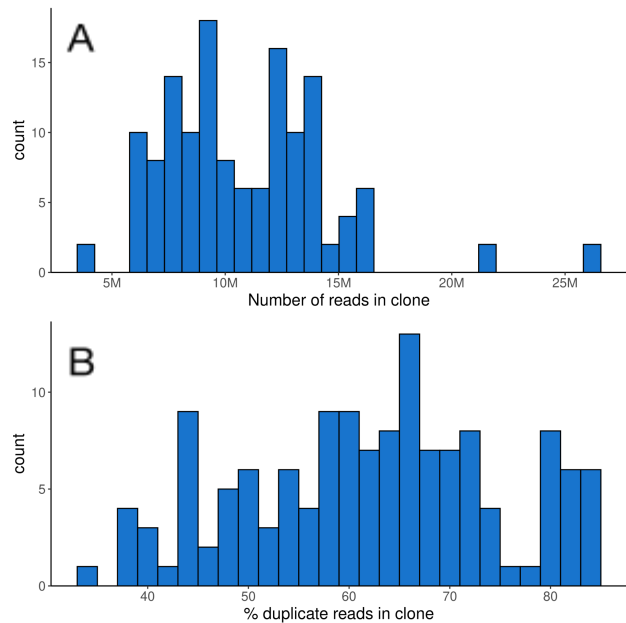 A
15
10
5
0
count
5M 10M 15M 20M 25M
Number of reads in clone
B
10
5
0
count
40 50 60 70 80
% duplicate reads in clone